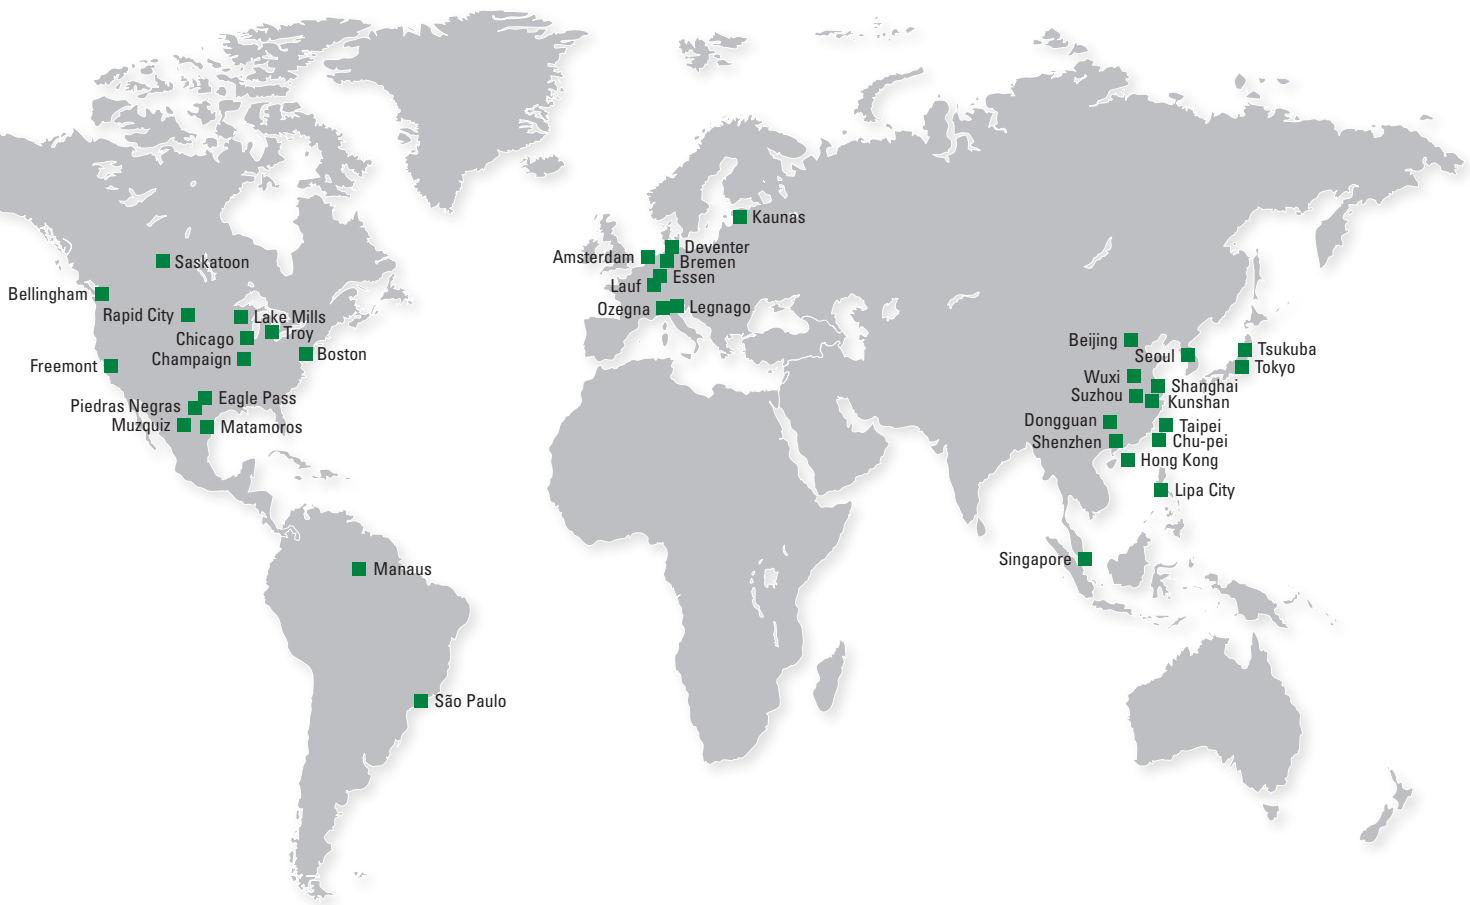 Kaunas
Deventer
Amsterdam
Bremen
Saskatoon
Essen
Lauf
Bellingham
Ozegna
Legnago
Rapid City
Lake Mills
Troy
Chicago
Beijing
Tsukuba
Champaign
Boston
Seoul
Freemont
Tokyo
Wuxi
Shanghai
Suzhou
Eagle Pass
Kunshan
Piedras Negras
Dongguan
Muzquiz
Matamoros
Taipei
Shenzhen
Chu-pei
Hong Kong
Lipa City
Singapore
Manaus
São Paulo